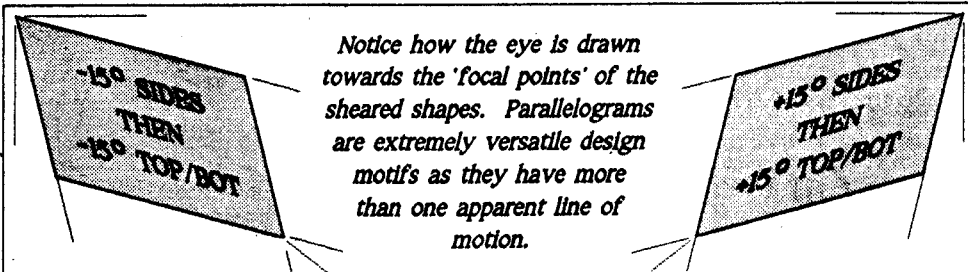 -15° SIDES
THEN
-15° TOP/BOT
Notice how the eye is drawn
towards the 'focal points' of the
sheared shapes. Parallelograms
are extremely versatile design
motifs as they have more
than one apparent line of
motion.
+15° SIDES
THEN
+15° TOP/BOT